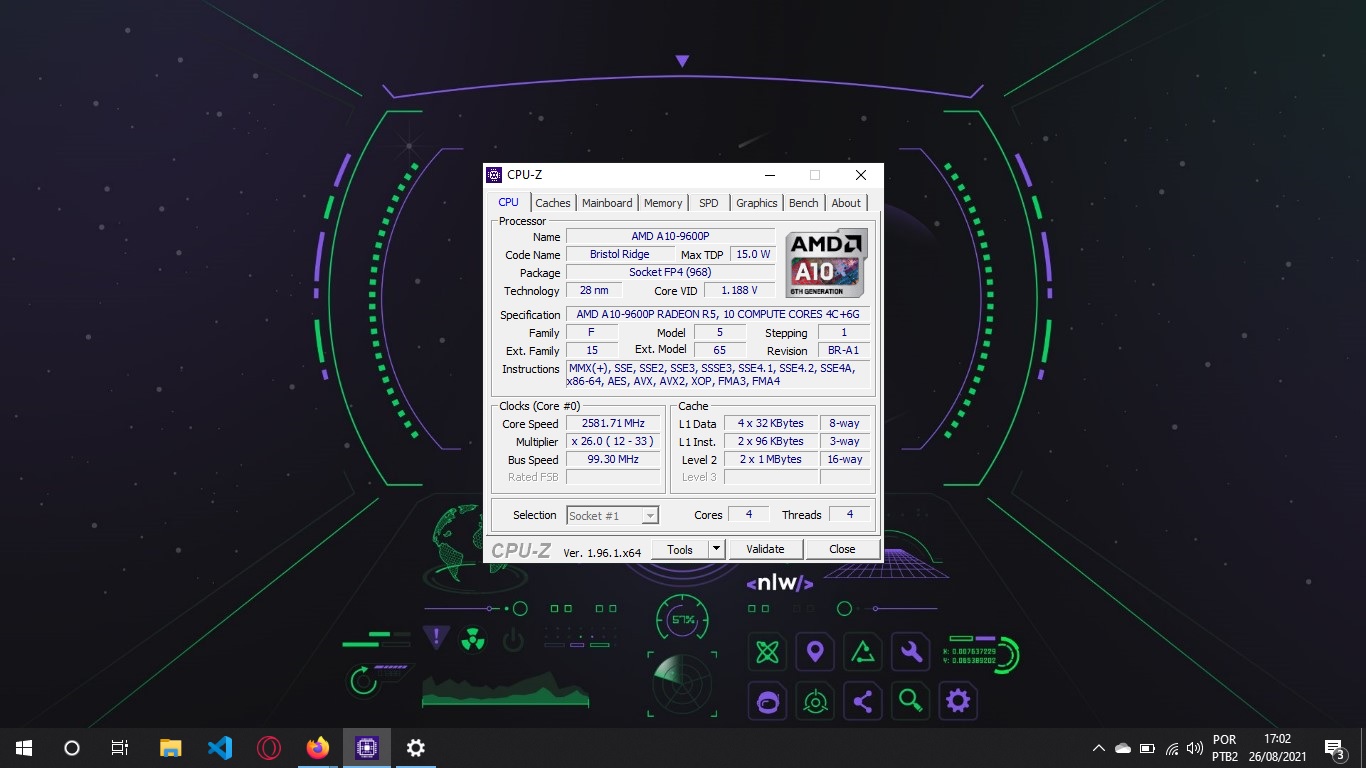 CPU-Z
CPU Caches Mainboard Memory SPD Graphics Bench About
Processor
Name AMD A10-9600P
Code Name Bristol Ridge Max TDP 15.0 W
Package Socket FP4 (968)
Technology 28 nm Core VID 1.188 V
AMD
A10
6TH GENERATION
Specification AMD A10-9600P RADEON R5, 10 COMPUTE CORES 4C+6G
Family F Model 5 Stepping 1
Ext. Family 15 Ext. Model 65 Revision BR-A1
Instructions MMX(+), SSE, SSE2, SSE3, SSSE3, SSE4.1, SSE4.2, SSE4A,
x86-64, AES, AVX, AVX2, XOP, FMA3, FMA4
Clocks (Core #0)
Core Speed 2581.71 MHz
Multiplier x 26.0 ( 12 - 33 )
Bus Speed 99.30 MHz
Rated FSB
Cache
L1 Data 4 x 32 KBytes 8-way
L1 Inst. 2 x 96 KBytes 3-way
Level 2 2 x 1 MBytes 16-way
Level 3
Selection Socket #1 Cores 4 Threads 4
CPU-Z Ver. 1.96.1.x64 Tools Validate Close
<nlw/>
57%
POR
PTB2
17:02
26/08/2021
3